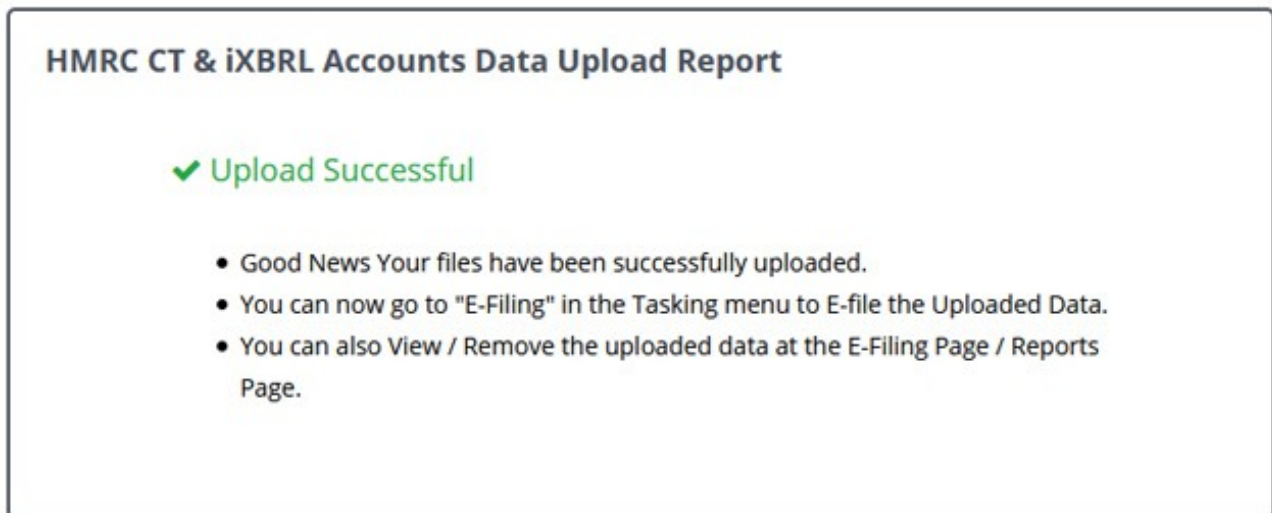 HMRC CT & iXBRL Accounts Data Upload Report
✔ Upload Successful
• Good News Your files have been successfully uploaded.
• You can now go to "E-Filing" in the Tasking menu to E-file the Uploaded Data.
• You can also View / Remove the uploaded data at the E-Filing Page / Reports
Page.